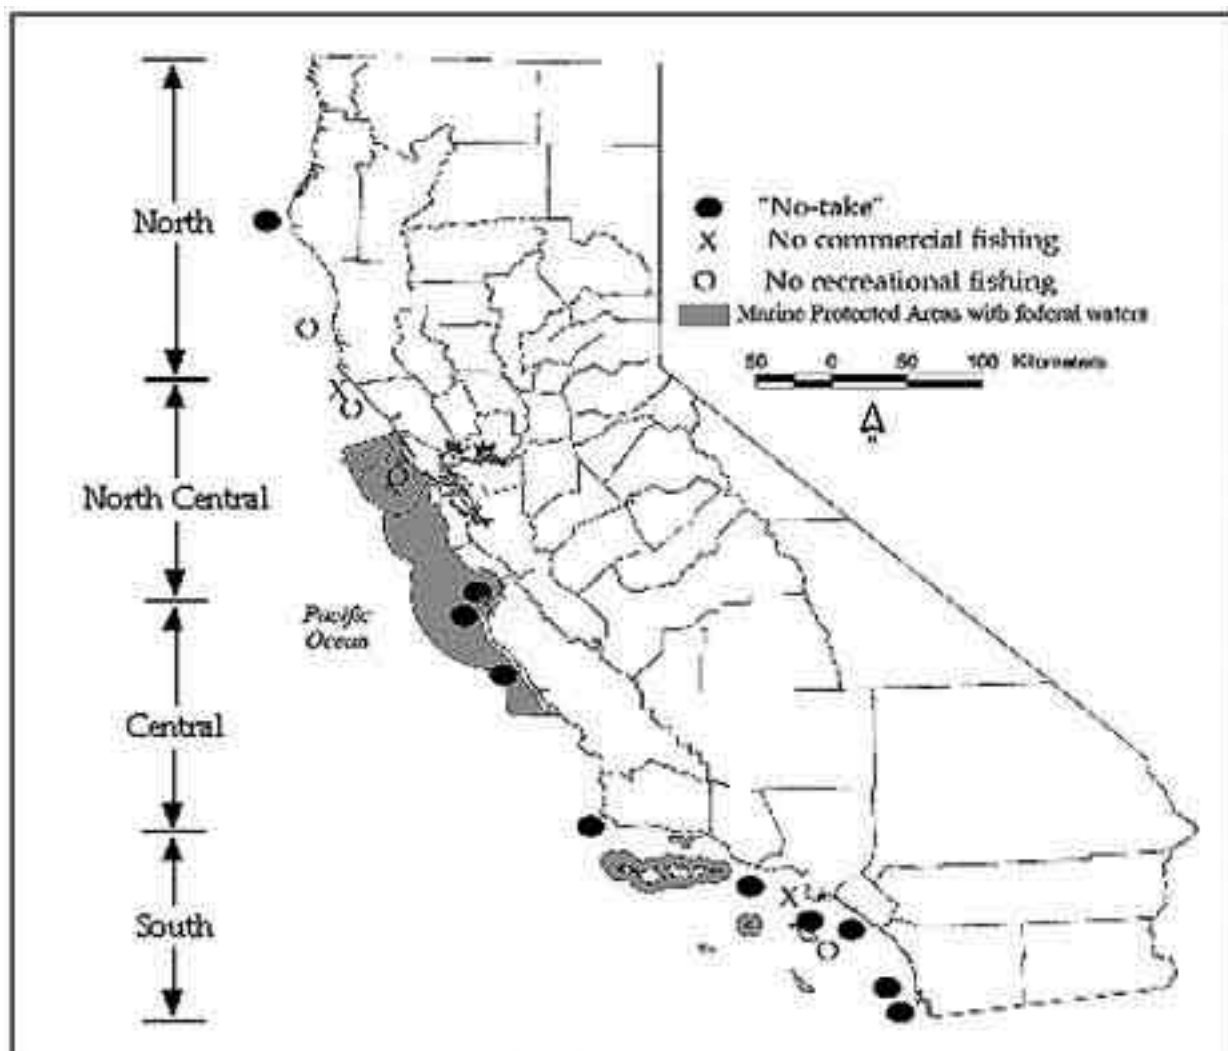 North
North Central
Central
South
Pacific
Ocean
"No-take"
X No commercial fishing
No recreational fishing
Marine Protected Areas with federal waters
50 0 50 100 Kilometers